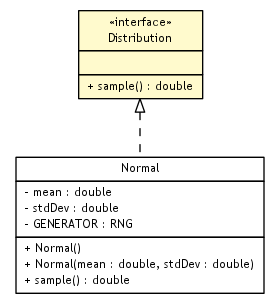 «interface»
Distribution
+ sample() : double
Normal
- mean : double
- stdDev : double
- GENERATOR : RNG
+ Normal()
+ Normal(mean : double, stdDev : double)
+ sample() : double